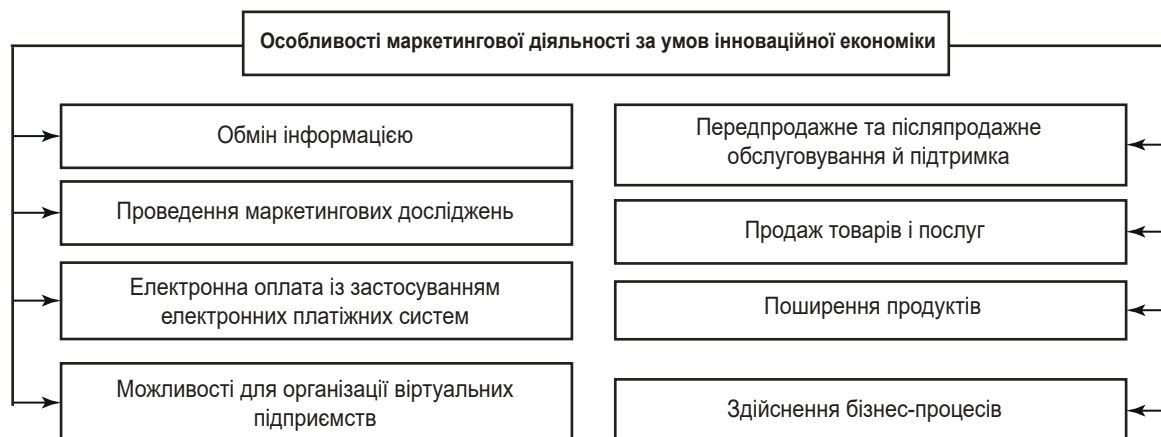 Особливості маркетингової діяльності за умов інноваційної економіки
Обмін інформацією
Проведення маркетингових досліджень
Електронна оплата із застосуванням
електронних платіжних систем
Можливості для організації віртуальних
підприємств
Передпродажне та післяпродажне
обслуговування й підтримка
Продаж товарів і послуг
Поширення продуктів
Здійснення бізнес-процесів